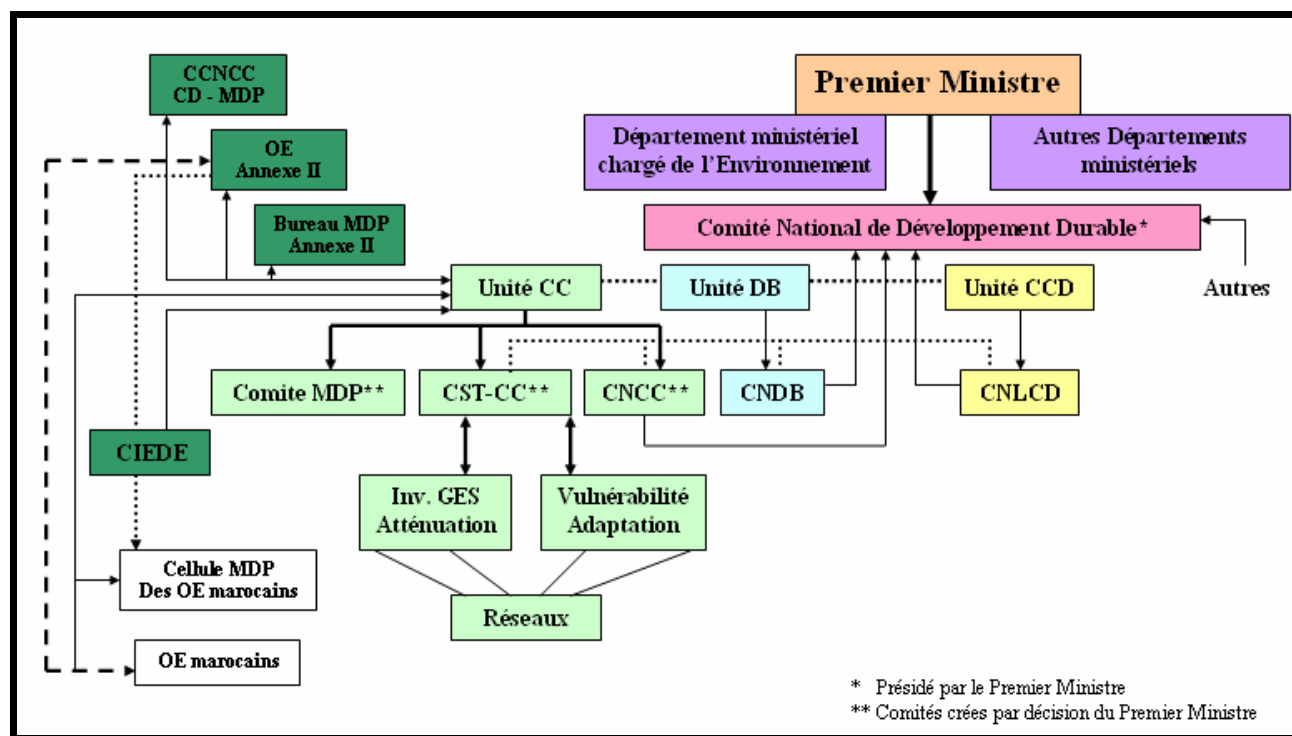 CCNCC
CD - MDP
Premier Ministre
OE
Annexe II
Département ministériel
chargé de l'Environnement
Autres Départements
ministériels
Bureau MDP
Annexe II
Comité National de Développement Durable*
Unité CC
Unité DB
Unité CCD
Autres
Comite MDP**
CST-CC**
CNCC**
CNDB
CNLCD
CIEDE
Inv. GES
Atténuation
Vulnérabilité
Adaptation
Cellule MDP
Des OE marocains
Réseaux
OE marocains
* Présidé par le Premier Ministre
** Comités crées par décision du Premier Ministre